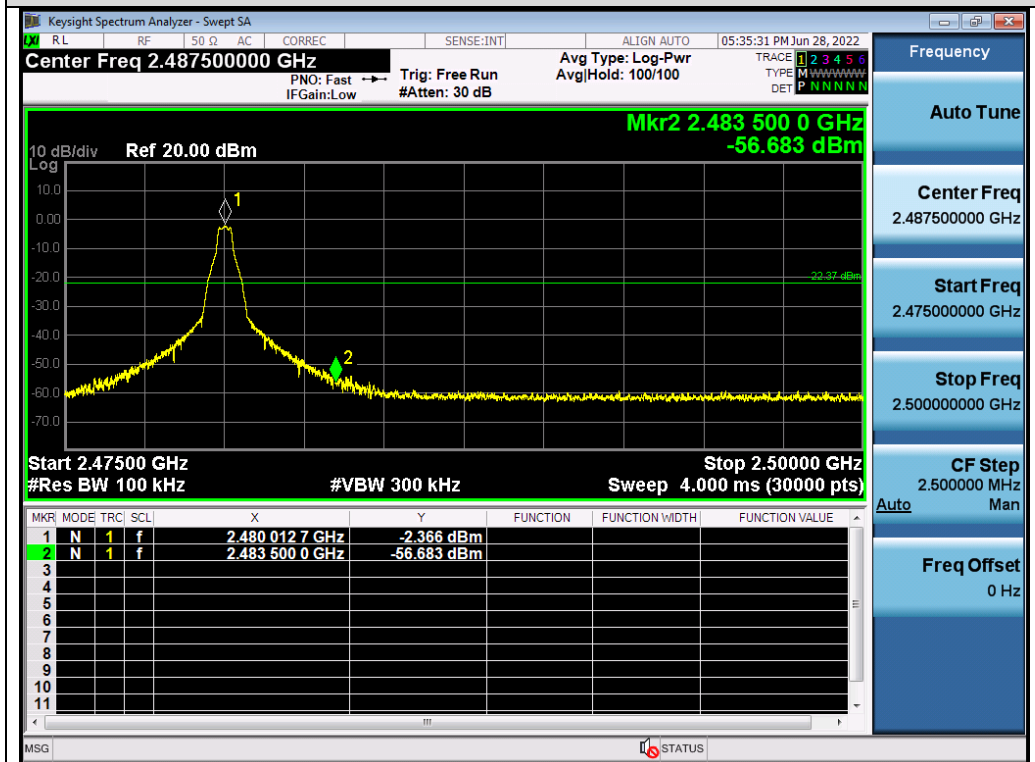 Keysight Spectrum Analyzer - Swept SA
LXI RL RF 50 Ω AC CORREC SENSE:INT ALIGN AUTO 05:35:31 PM Jun 28, 2022
Center Freq 2.487500000 GHz
PNO: Fast
IFGain:Low
Trig: Free Run
#Atten: 30 dB
Avg Type: Log-Pwr
Avg|Hold: 100/100
TRACE 1 2 3 4 5 6
TYPE M WWWWW
DET P N N N N N
Mkr2 2.483 500 0 GHz
-56.683 dBm
10 dB/div Ref 20.00 dBm
Log
10.0
0.00
-10.0
-20.0
-30.0
-40.0
-50.0
-60.0
-70.0
1
-22.37 dBm
2
Start 2.47500 GHz Stop 2.50000 GHz
#Res BW 100 kHz #VBW 300 kHz Sweep 4.000 ms (30000 pts)
MKR MODE TRC SCL X Y FUNCTION FUNCTION WIDTH FUNCTION VALUE
1 N 1 f 2.480 012 7 GHz -2.366 dBm
2 N 1 f 2.483 500 0 GHz -56.683 dBm
3
4
5
6
7
8
9
10
11
MSG STATUS
Frequency
Auto Tune
Center Freq
2.487500000 GHz
Start Freq
2.475000000 GHz
Stop Freq
2.500000000 GHz
CF Step
2.500000 MHz
Auto Man
Freq Offset
0 Hz